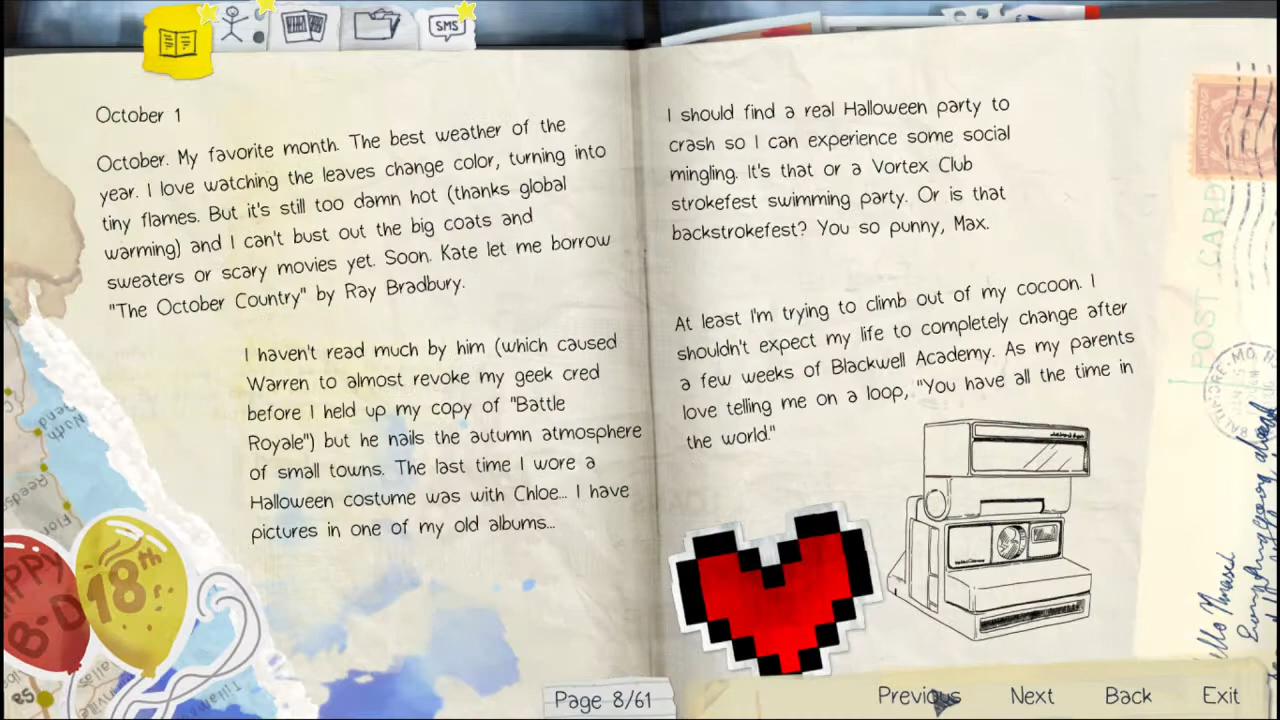 SMS
October 1
October. My favorite month. The best weather of the
year. I love watching the leaves change color, turning into
tiny flames. But it's still too damn hot (thanks global
warming) and I can't bust out the big coats and
sweaters or scary movies yet. Soon. Kate let me borrow
"The October Country" by Ray Bradbury.
I haven't read much by him (which caused
Warren to almost revoke my geek cred
before I held up my copy of "Battle
Royale") but he nails the autumn atmosphere
of small towns. The last time I wore a
Halloween costume was with Chloe... I have
pictures in one of my old albums...
North
Bend
HAPPY
B-D
18th
I should find a real Halloween party to
crash so I can experience some social
mingling. It's that or a Vortex Club
strokefest swimming party. Or is that
backstrokefest? You so punny, Max.
At least I'm trying to climb out of my cocoon. I
shouldn't expect my life to completely change after
a few weeks of Blackwell Academy. As my parents
love telling me on a loop, "You have all the time in
the world."
POST CARD
Page 8/61
Previous
Next
Back
Exit